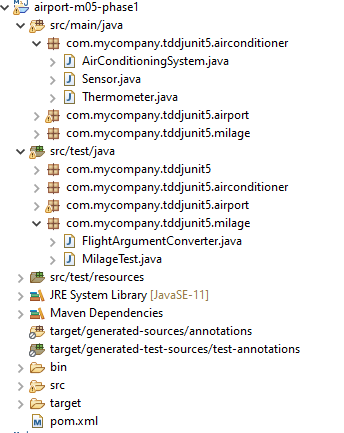 airport-m05-phase1
src/main/java
com.mycompany.tddjunit5.airconditioner
AirConditioningSystem.java
Sensor.java
Thermometer.java
com.mycompany.tddjunit5.airport
com.mycompany.tddjunit5.milage
src/test/java
com.mycompany.tddjunit5
com.mycompany.tddjunit5.airconditioner
com.mycompany.tddjunit5.airport
com.mycompany.tddjunit5.milage
FlightArgumentConverter.java
MilageTest.java
src/test/resources
JRE System Library [JavaSE-11]
Maven Dependencies
target/generated-sources/annotations
target/generated-test-sources/test-annotations
bin
src
target
pom.xml